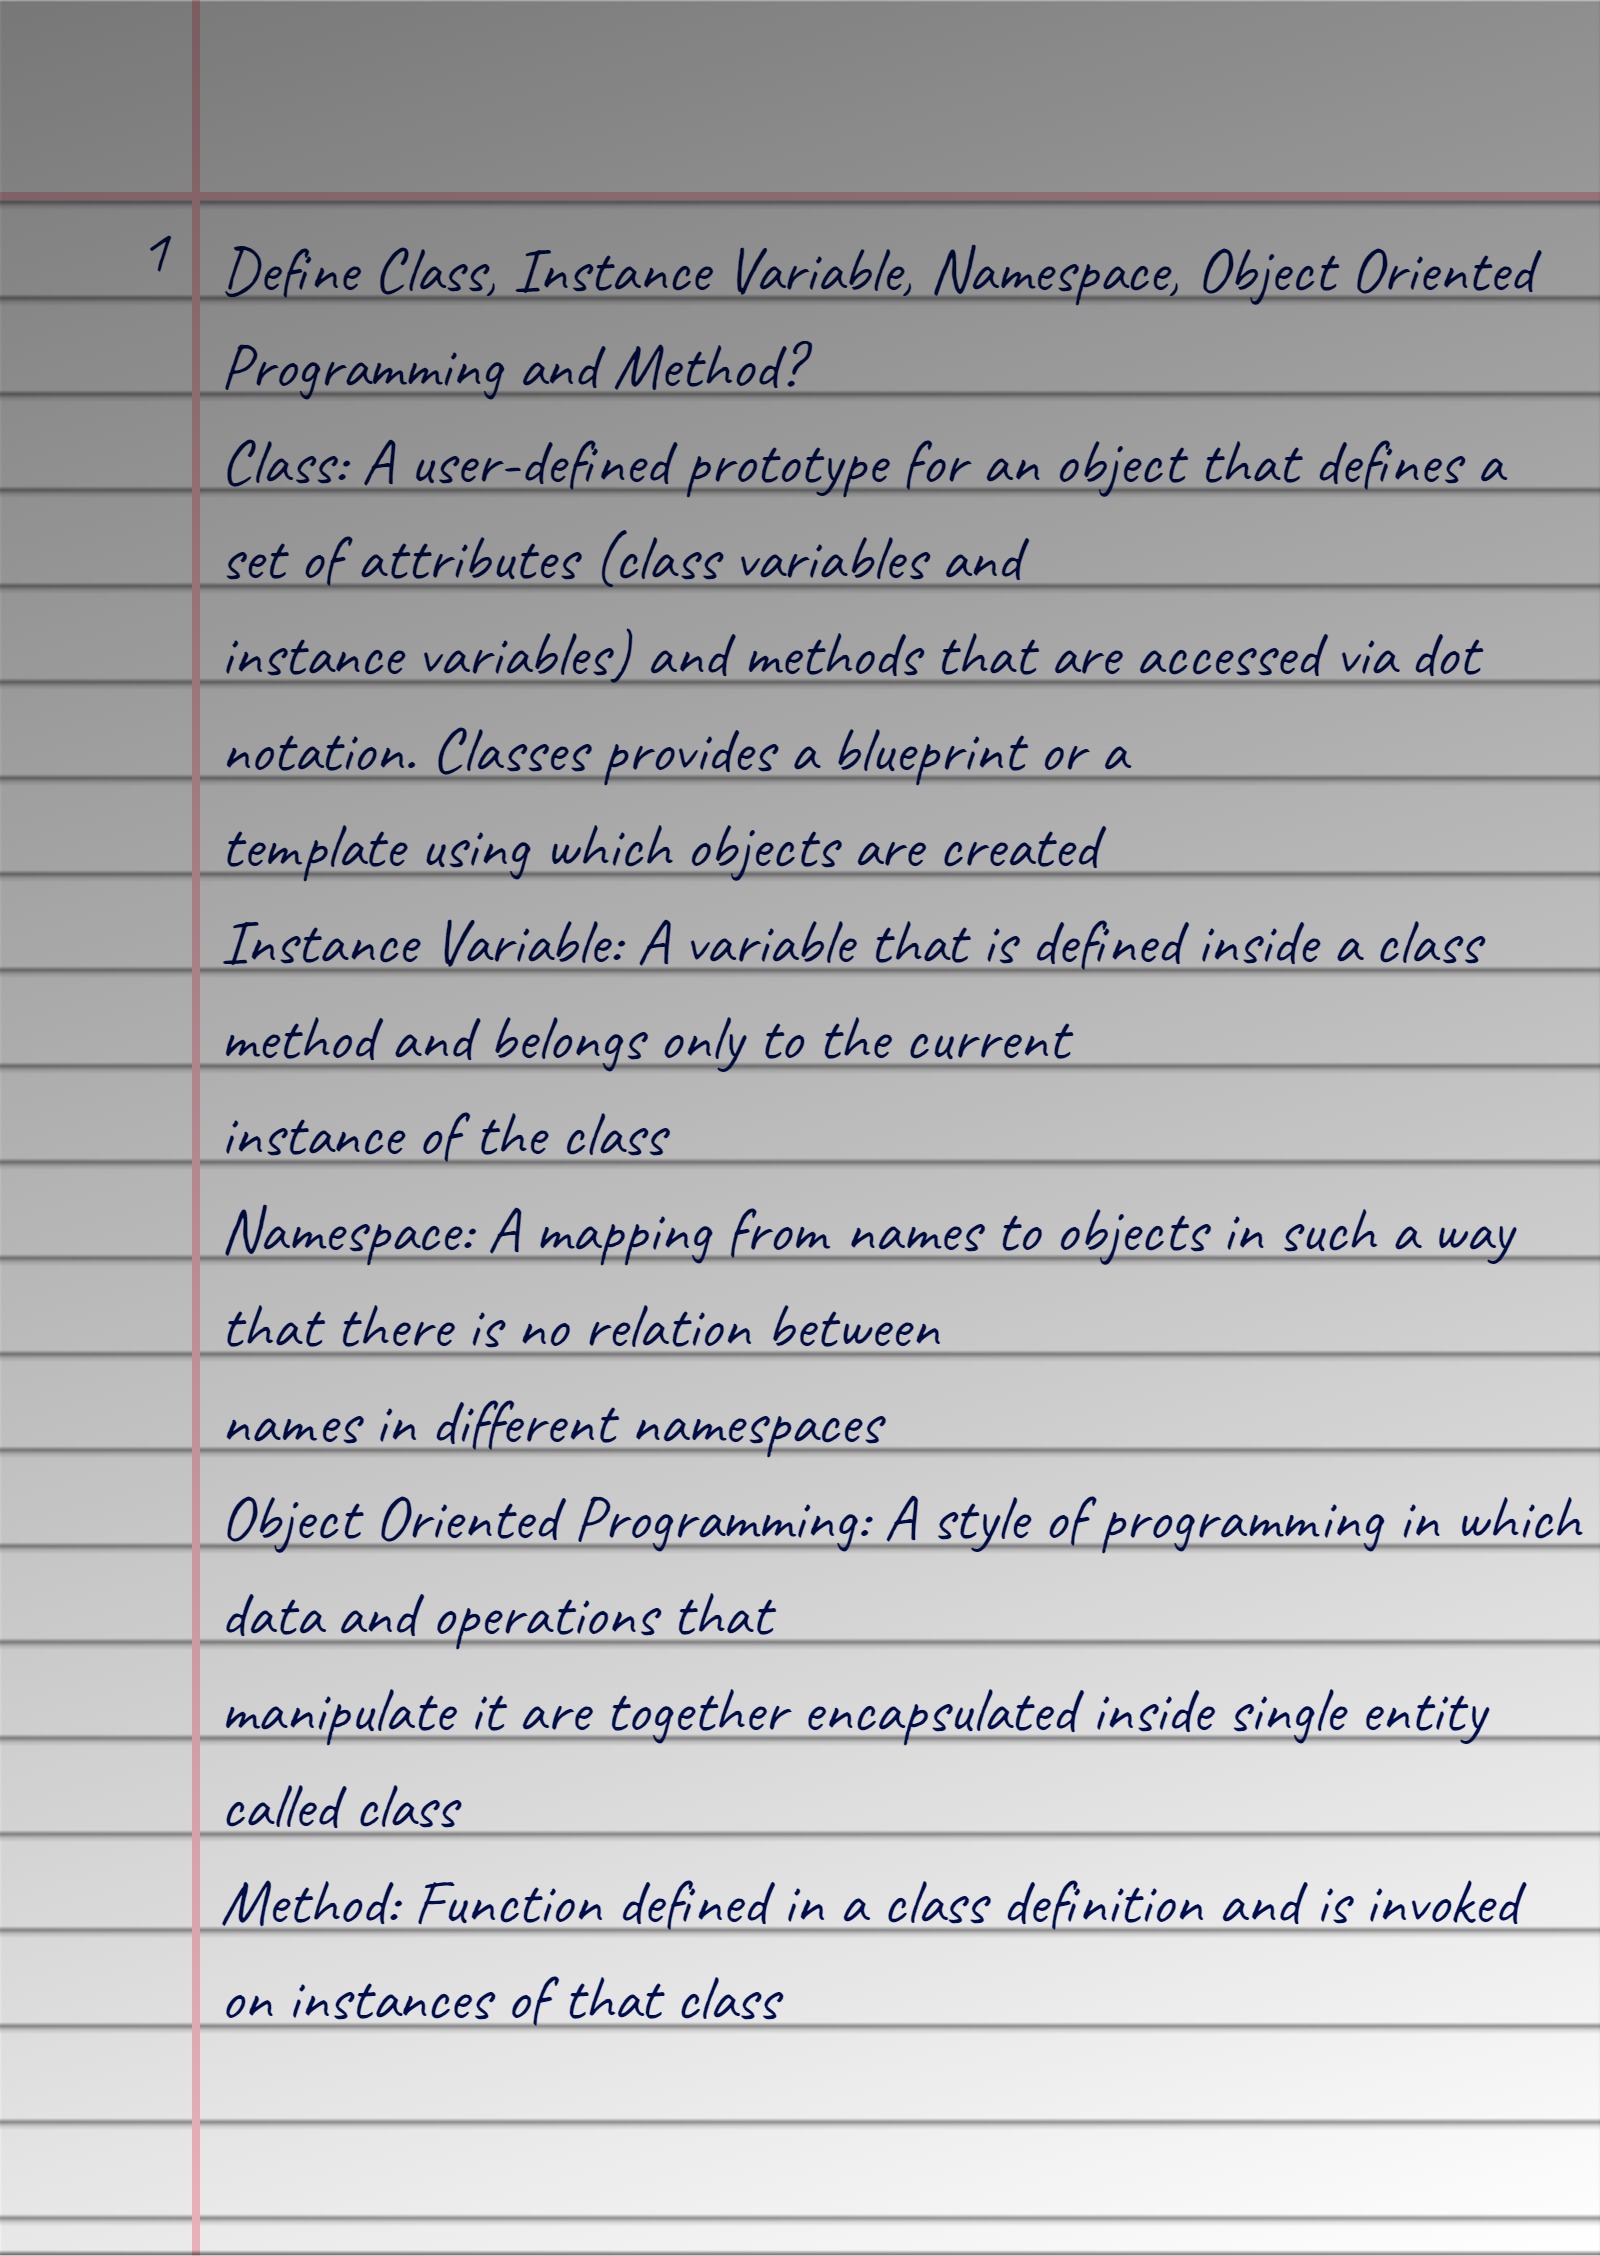 1 Define Class, Instance Variable, Namespace, Object Oriented
Programming and Method?
Class: A user-defined prototype for an object that defines a
set of attributes (class variables and
instance variables) and methods that are accessed via dot
notation. Classes provides a blueprint or a
template using which objects are created
Instance Variable: A variable that is defined inside a class
method and belongs only to the current
instance of the class
Namespace: A mapping from names to objects in such a way
that there is no relation between
names in different namespaces
Object Oriented Programming: A style of programming in which
data and operations that
manipulate it are together encapsulated inside single entity
called class
Method: Function defined in a class definition and is invoked
on instances of that class